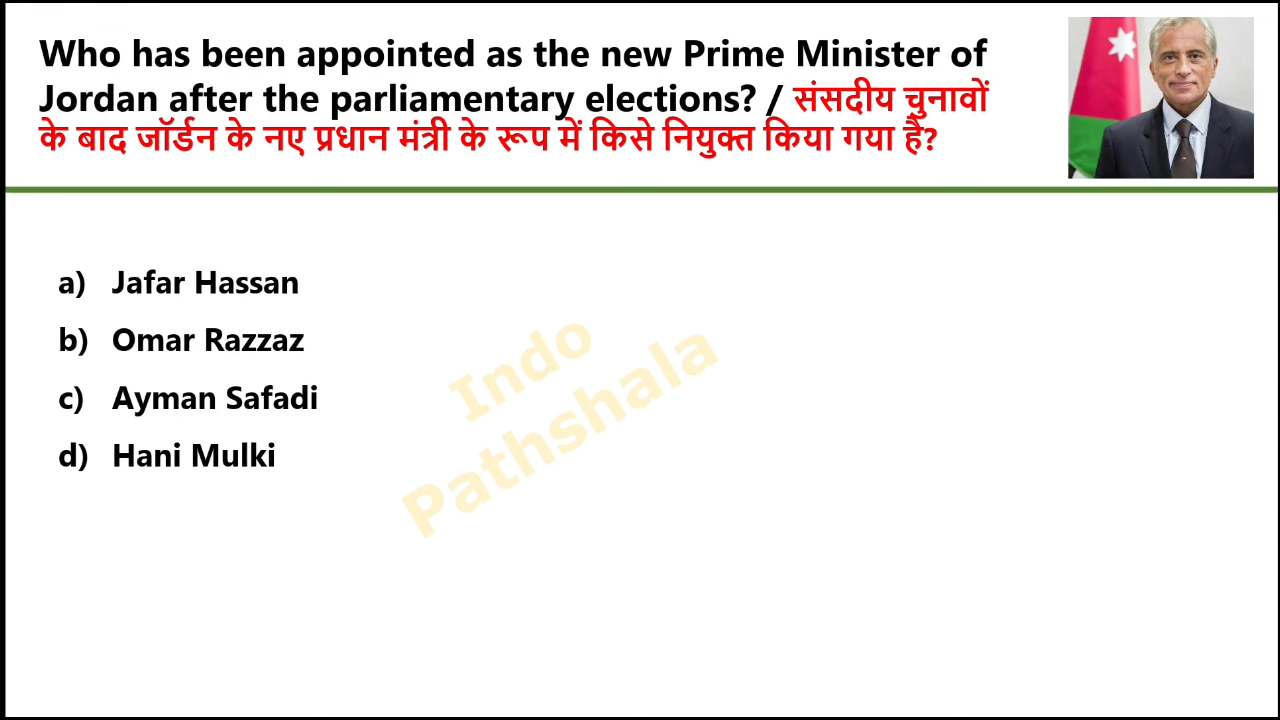 Who has been appointed as the new Prime Minister of
Jordan after the parliamentary elections? / संसदीय चुनावों
के बाद जॉर्डन के नए प्रधान मंत्री के रूप में किसे नियुक्त किया गया है?
a) Jafar Hassan
b) Omar Razzaz
c) Ayman Safadi
d) Hani Mulki
Indo
Pathshala